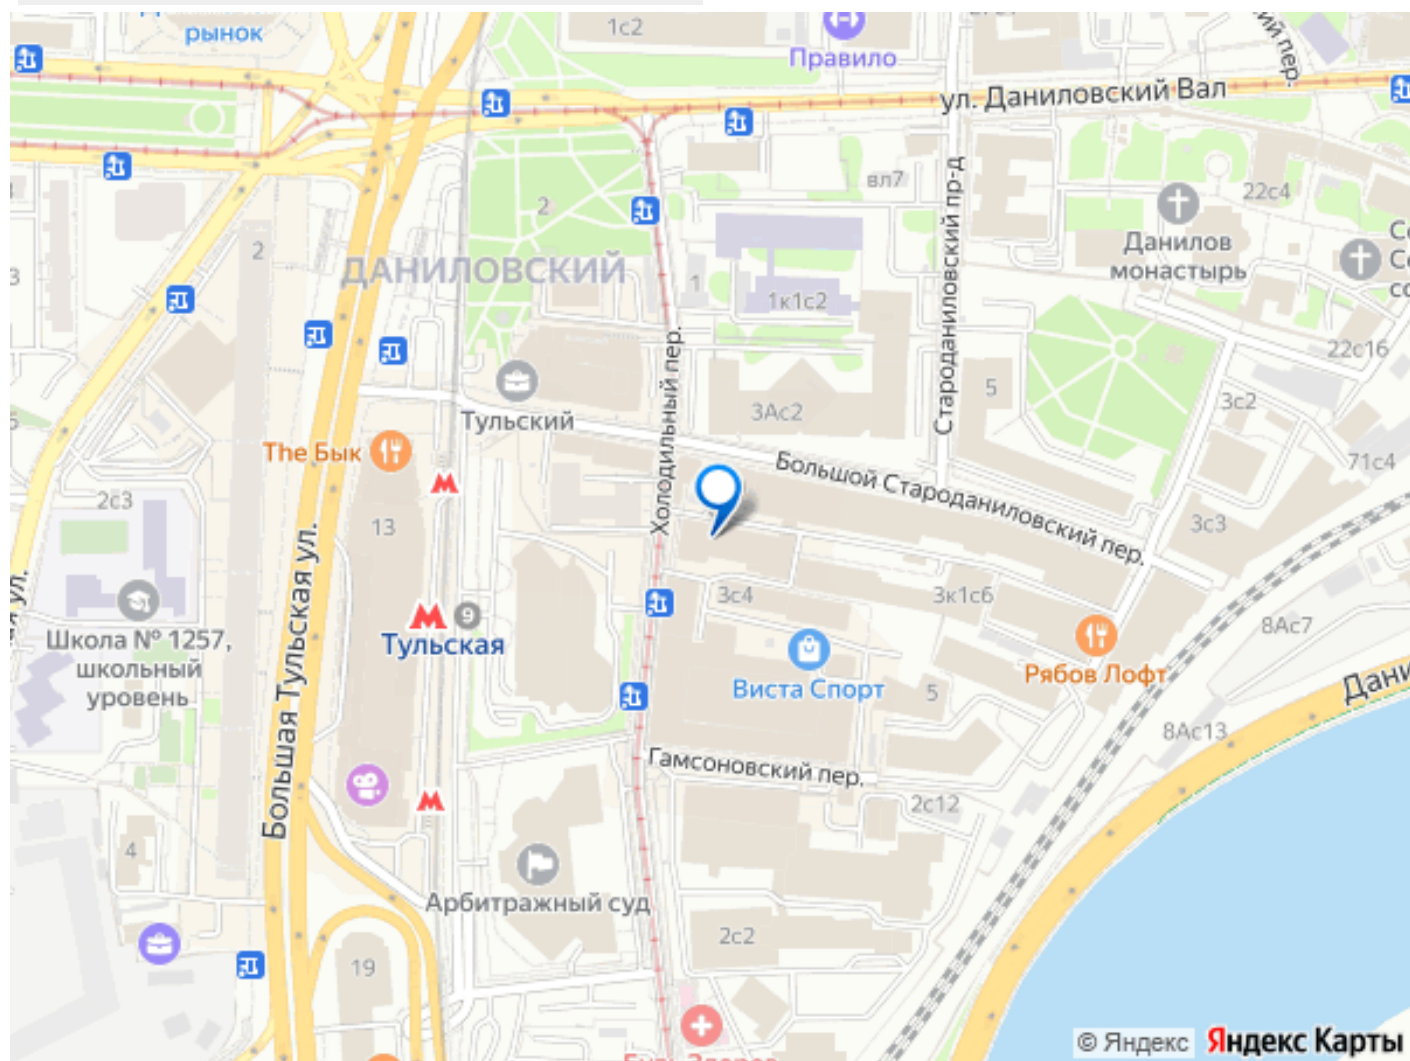 рынок
1с2
Правило
ул. Даниловский Вал
вл7
Староданиловский пр-д
22с4
2
Данилов
монастырь
2
ДАНИЛОВСКИЙ
3
1
1к1с2
22с16
Холодильный пер.
5
3с2
Тульский
3Ас2
The Бык
Большой Староданиловский пер.
71с4
2с3
13
3с3
Большая Тульская ул.
3с4
3к1с6
9
Тульская
8Ас7
Школа № 1257,
школьный
уровень
Виста Спорт
5
Рябов Лофт
8Ас13
Гамсоновский пер.
2с12
4
Арбитражный суд
2с2
19
© Яндекс Яндекс Карты